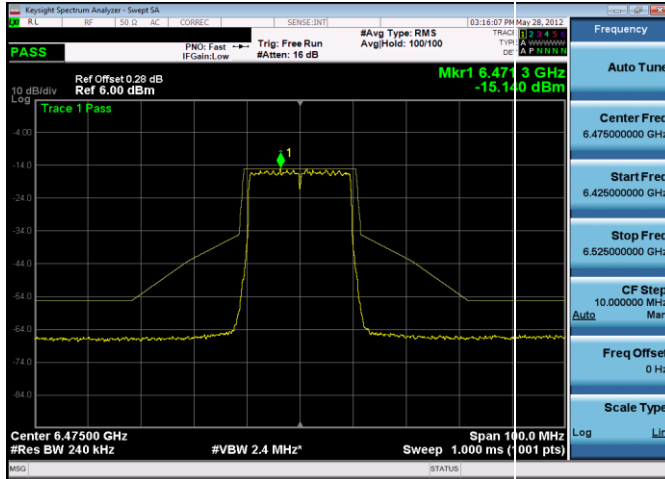 Keysight Spectrum Analyzer - Swept SA
RL RF 50 Ω AC CORREC SENSE:INT 03:16:07 PM May 28, 2012
PASS
PNO: Fast
IFGain:Low
Trig: Free Run
#Atten: 16 dB
#Avg Type: RMS
Avg|Hold: 100/100
TRACE 1 2 3 4 5 6
A WWWWW
A P N N N N
Ref Offset 0.28 dB
10 dB/div Ref 6.00 dBm
Log
Mkr1 6.471 3 GHz
-15.140 dBm
Trace 1 Pass
1
-4.00
-14.0
-24.0
-34.0
-44.0
-54.0
-64.0
-74.0
-84.0
Center 6.47500 GHz Span 100.0 MHz
#Res BW 240 kHz #VBW 2.4 MHz* Sweep 1.000 ms (1001 pts)
MSG STATUS
Frequency
Auto Tune
Center Freq
6.475000000 GHz
Start Freq
6.425000000 GHz
Stop Freq
6.525000000 GHz
CF Step
10.000000 MHz
Auto Man
Freq Offset
0 Hz
Scale Type
Log Lin